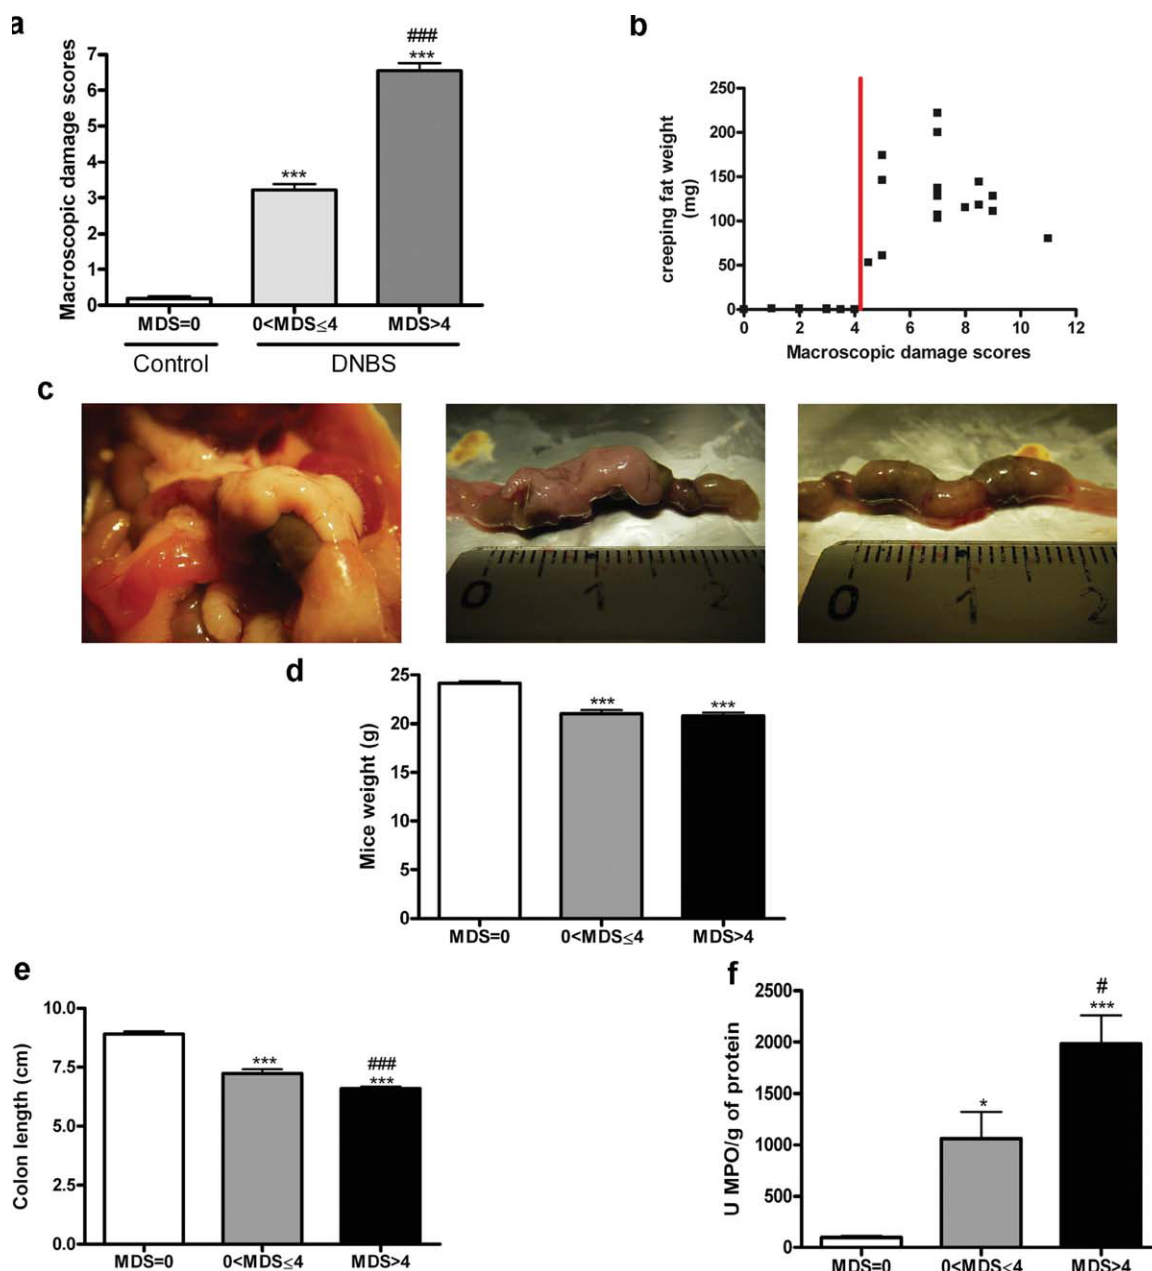 a
Macroscopic damage scores
7
6
5
4
3
2
1
0
***
###
***
MDS=0
0<MDS≤4
MDS>4
Control
DNBS
b
creeping fat weight
(mg)
250
200
150
100
50
0
0 2 4 6 8 10 12
Macroscopic damage scores
c
0 1 2
0 1 2
d
Mice weight (g)
25
20
15
10
5
0
***
***
MDS=0
0<MDS≤4
MDS>4
e
Colon length (cm)
10.0
7.5
5.0
2.5
0.0
***
###
***
MDS=0
0<MDS≤4
MDS>4
f
U MPO/g of protein
2500
2000
1500
1000
500
0
*
#
***
MDS=0
0<MDS≤4
MDS>4